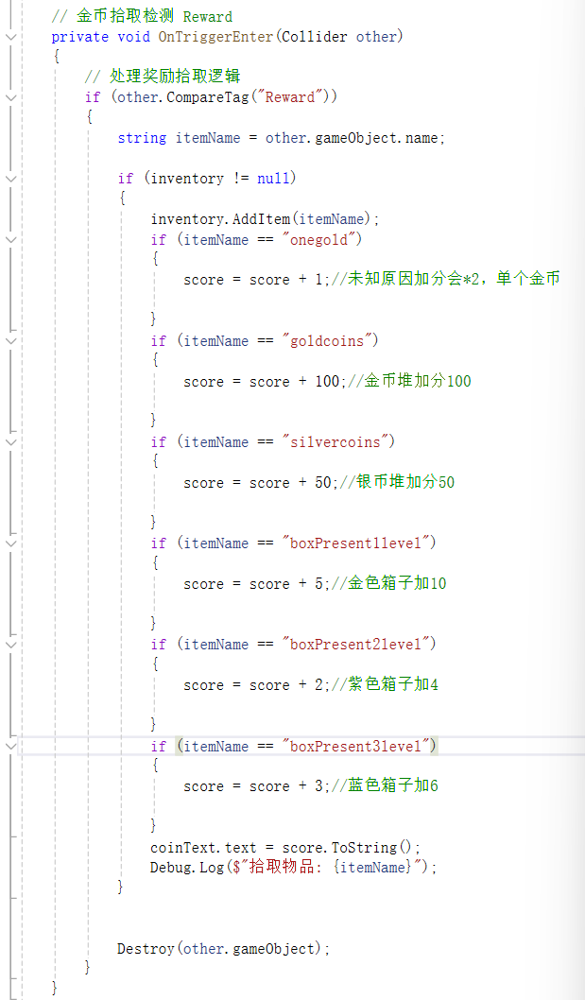 // 金币拾取检测 Reward
private void OnTriggerEnter(Collider other)
{
// 处理奖励拾取逻辑
if (other.CompareTag("Reward"))
{
string itemName = other.gameObject.name;
if (inventory != null)
{
inventory.AddItem(itemName);
if (itemName == "onegold")
{
score = score + 1;//未知原因加分会*2，单个金币
}
if (itemName == "goldcoins")
{
score = score + 100;//金币堆加分100
}
if (itemName == "silvercoins")
{
score = score + 50;//银币堆加分50
}
if (itemName == "boxPresent1level")
{
score = score + 5;//金色箱子加10
}
if (itemName == "boxPresent2level")
{
score = score + 2;//紫色箱子加4
}
if (itemName == "boxPresent3level")
{
score = score + 3;//蓝色箱子加6
}
coinText.text = score.ToString();
Debug.Log($"拾取物品: {itemName}");
}
Destroy(other.gameObject);
}
}